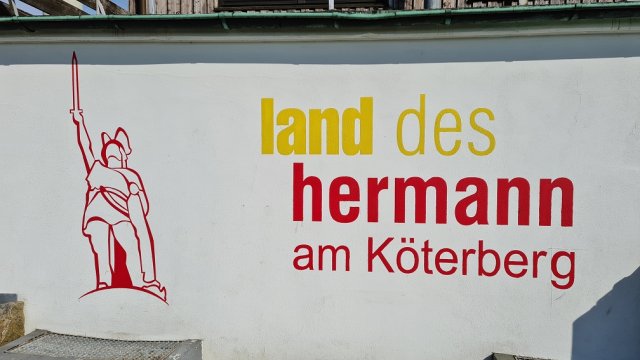 land des
hermann
am Köterberg